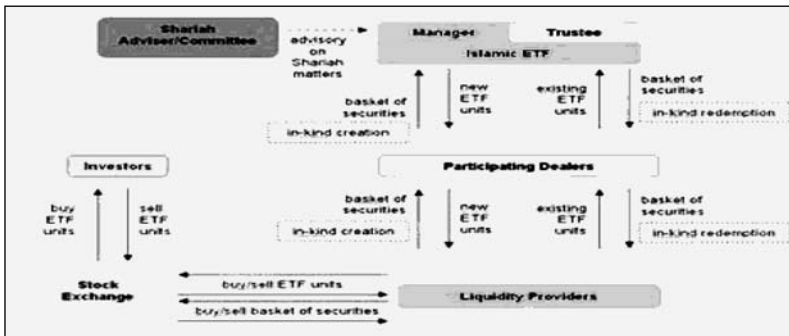 Shariah
Adviser/Committee
advisory
on
Shariah
matters
Manager
Trustee
Islamic ETF
basket of
securities
in-kind creation
new
ETF
units
existing
ETF
units
basket of
securities
in-kind redemption
Investors
Participating Dealers
buy
ETF
units
sell
ETF
units
basket of
securities
in-kind creation
new
ETF
units
existing
ETF
units
basket of
securities
in-kind redemption
Stock
Exchange
buy/sell ETF units
buy/sell basket of securities
Liquidity Providers